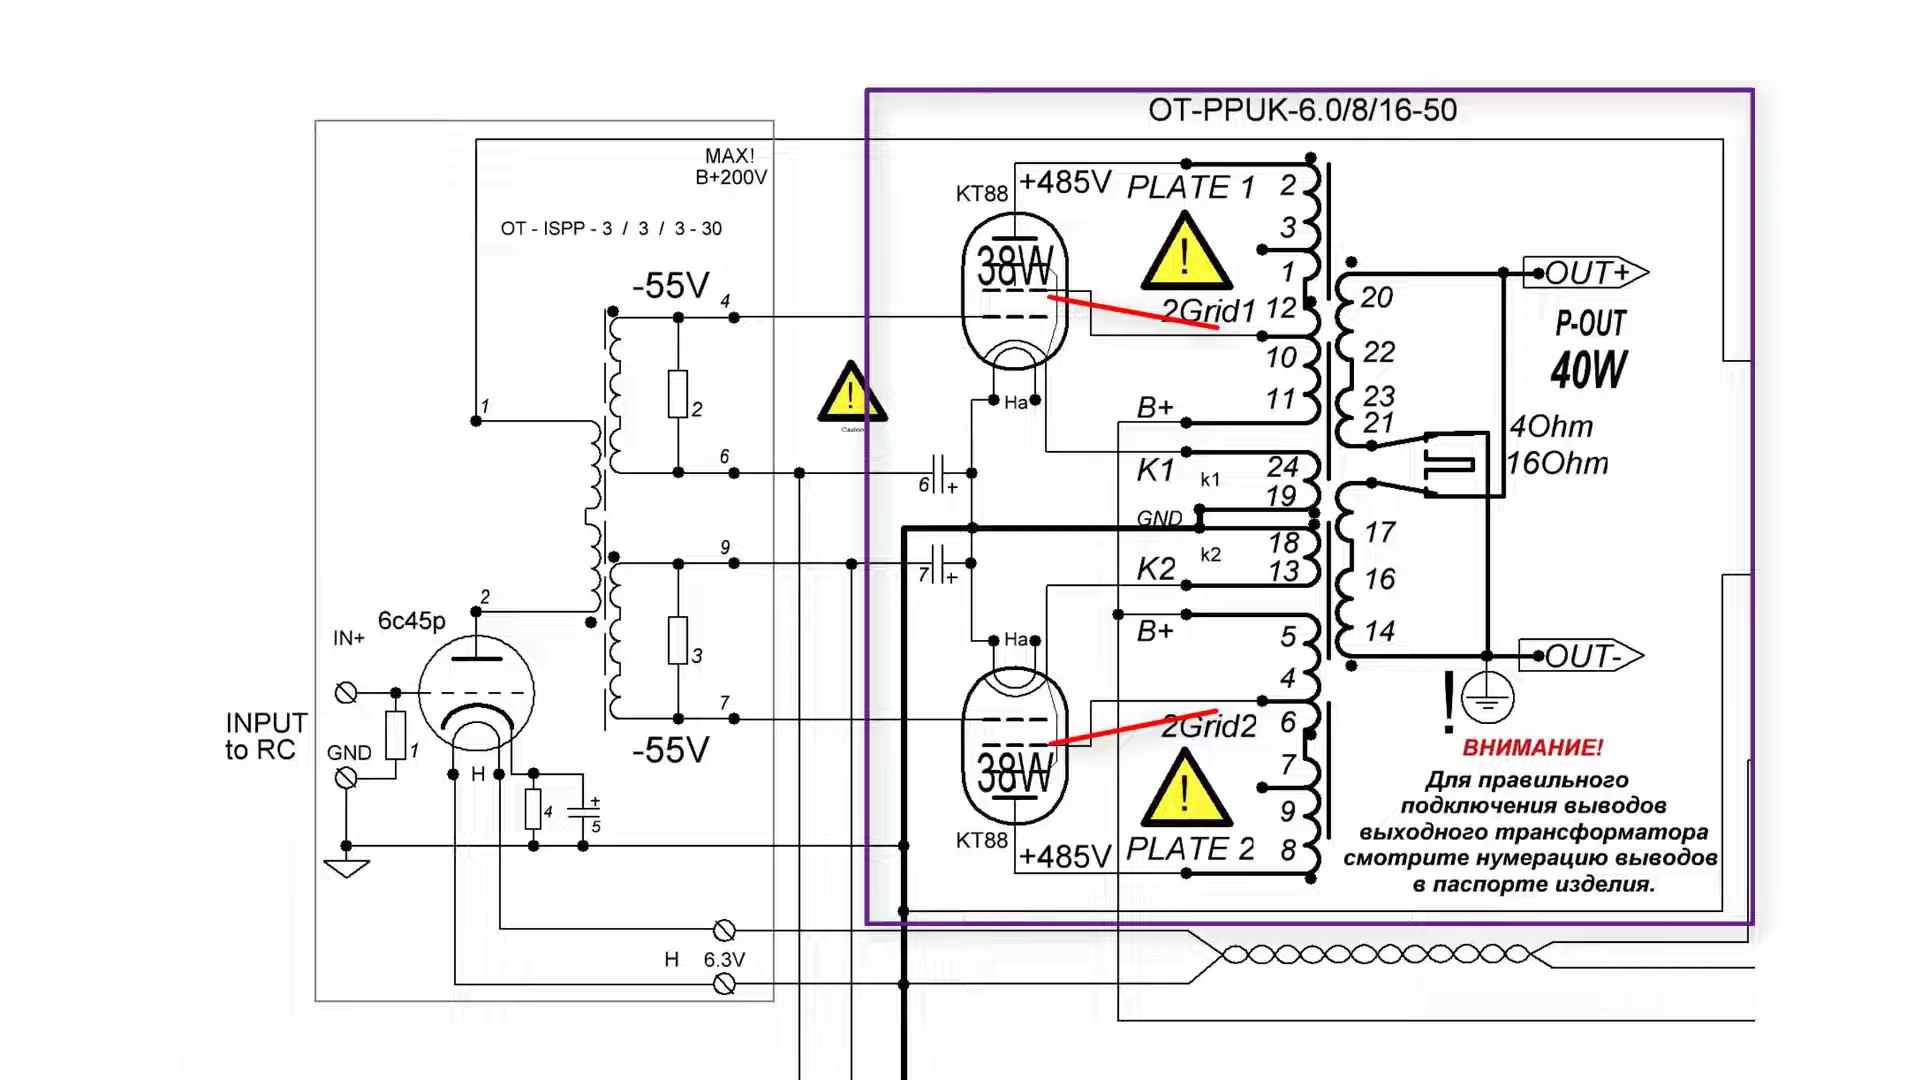 OT-PPUK-6.0/8/16-50
MAX!
B+200V
OT - ISPP - 3 / 3 / 3 - 30
KT88
+485V
PLATE 1
2
3
1
38W
!
-55V
4
2Grid1
12
10
11
20
22
23
21
OUT+
P-OUT
40W
4Ohm
16Ohm
!
Caution
2
1
Ha
B+
6
6
+
K1
k1
24
19
GND
9
7
+
K2
k2
18
13
17
16
14
2
6c45p
IN+
3
Ha
B+
5
4
OUT-
INPUT
to RC
GND
1
7
-55V
2Grid2
6
7
9
8
38W
!
!
H
4
+
5
KT88
+485V
PLATE 2
ВНИМАНИЕ!
Для правильного
подключения выводов
выходного трансформатора
смотрите нумерацию выводов
в паспорте изделия.
H
6.3V